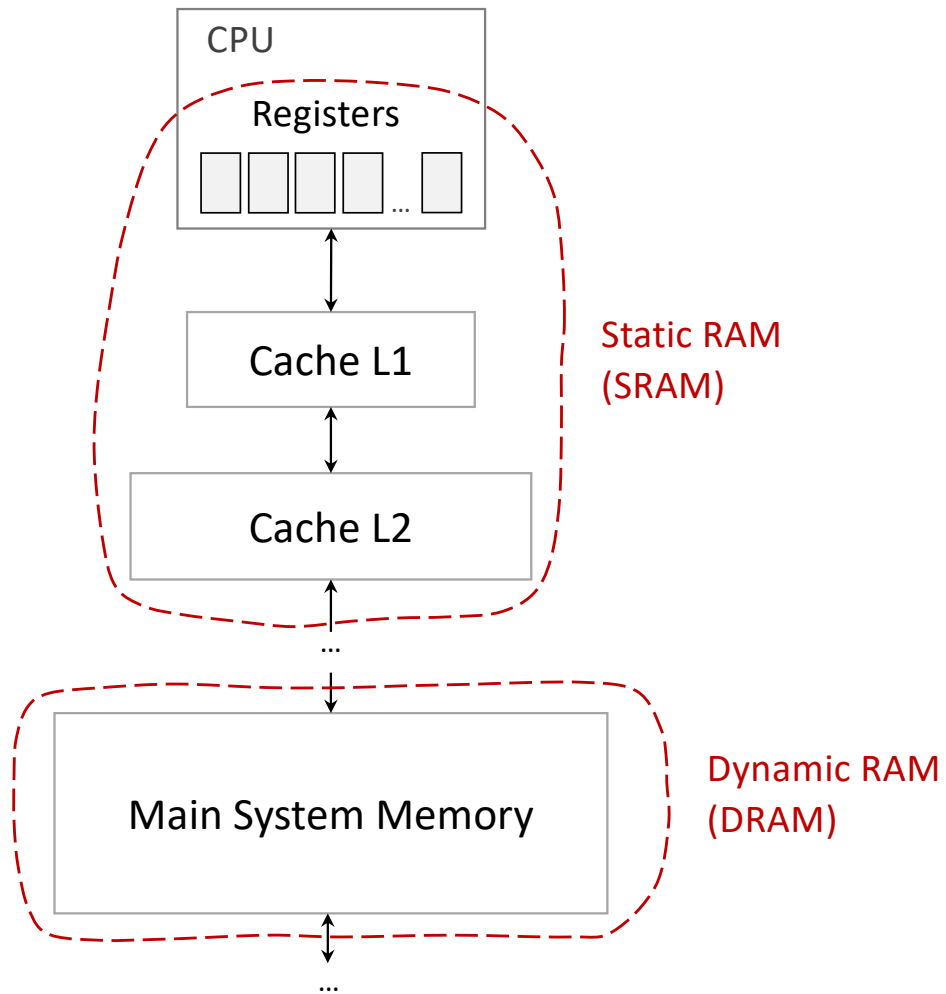 CPU
Registers
...
Cache L1
Static RAM
(SRAM)
Cache L2
...
Main System Memory
Dynamic RAM
(DRAM)
...